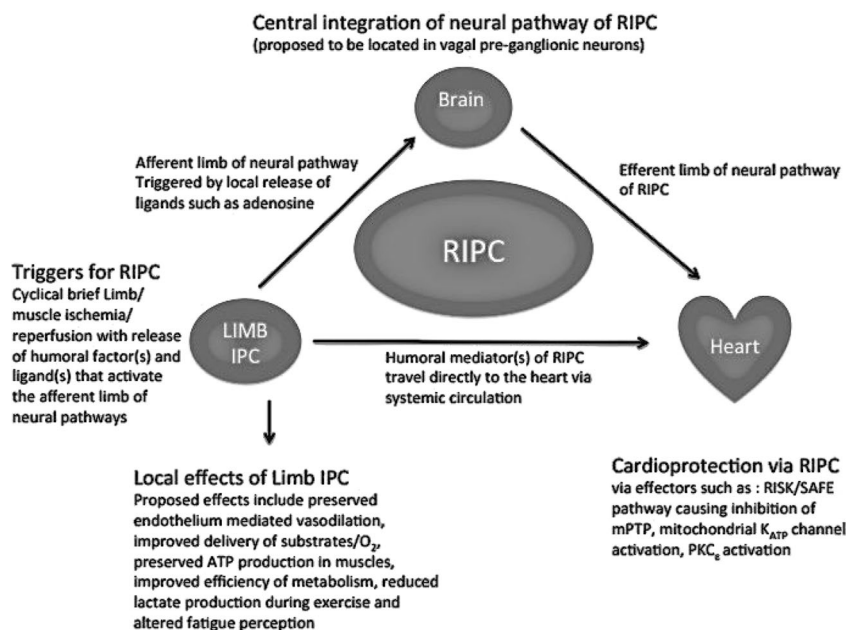 Central integration of neural pathway of RIPC
(proposed to be located in vagal pre-ganglionic neurons)
Brain
Afferent limb of neural pathway
Triggered by local release of
ligands such as adenosine
Efferent limb of neural pathway
of RIPC
RIPC
Triggers for RIPC
Cyclical brief Limb/
muscle ischemia/
reperfusion with release
of humoral factor(s) and
ligand(s) that activate
the afferent limb of
neural pathways
LIMB
IPC
Humoral mediator(s) of RIPC
travel directly to the heart via
systemic circulation
Heart
Local effects of Limb IPC
Proposed effects include preserved
endothelium mediated vasodilation,
improved delivery of substrates/O₂,
preserved ATP production in muscles,
improved efficiency of metabolism, reduced
lactate production during exercise and
altered fatigue perception
Cardioprotection via RIPC
via effectors such as : RISK/SAFE
pathway causing inhibition of
mPTP, mitochondrial K_ATP channel
activation, PKCε activation